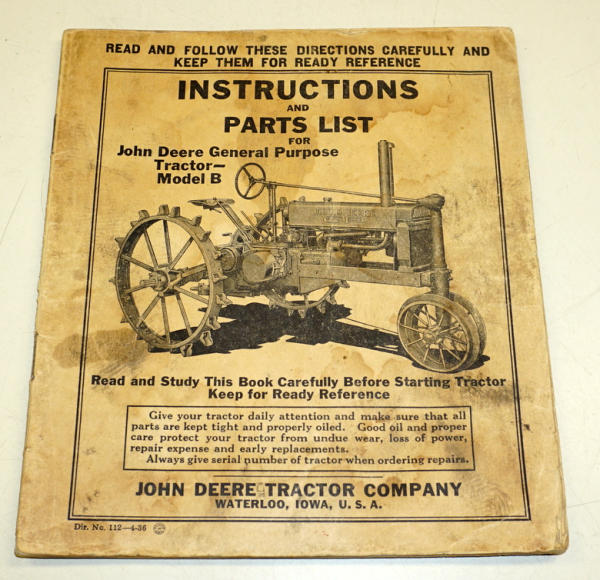 READ AND FOLLOW THESE DIRECTIONS CAREFULLY AND
KEEP THEM FOR READY REFERENCE
INSTRUCTIONS
AND
PARTS LIST
FOR
John Deere General Purpose
Tractor—
Model B
Read and Study This Book Carefully Before Starting Tractor
Keep for Ready Reference
Give your tractor daily attention and make sure that all
parts are kept tight and properly oiled. Good oil and proper
care protect your tractor from undue wear, loss of power,
repair expense and early replacements.
Always give serial number of tractor when ordering repairs.
JOHN DEERE TRACTOR COMPANY
WATERLOO, IOWA, U. S. A.
Dir. No. 112—4-36